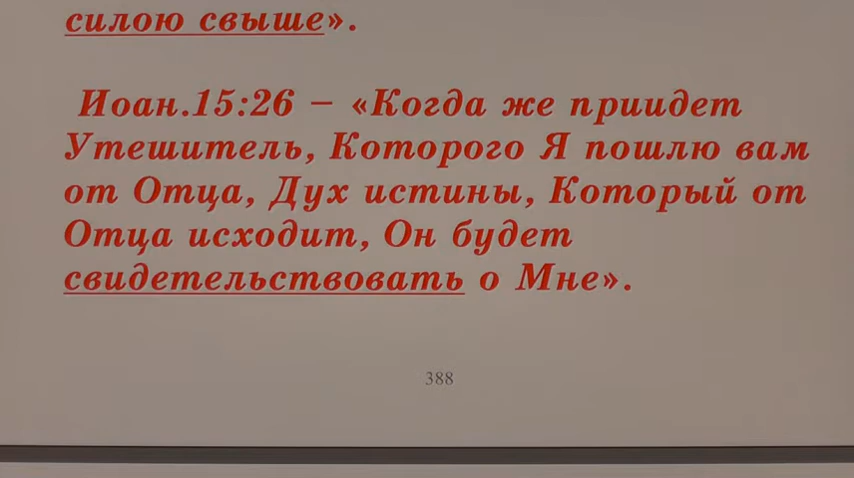 силою свыше».
Иоан.15:26 – «Когда же приидет
Утешитель, Которого Я пошлю вам
от Отца, Дух истины, Который от
Отца исходит, Он будет
свидетельствовать о Мне».
388